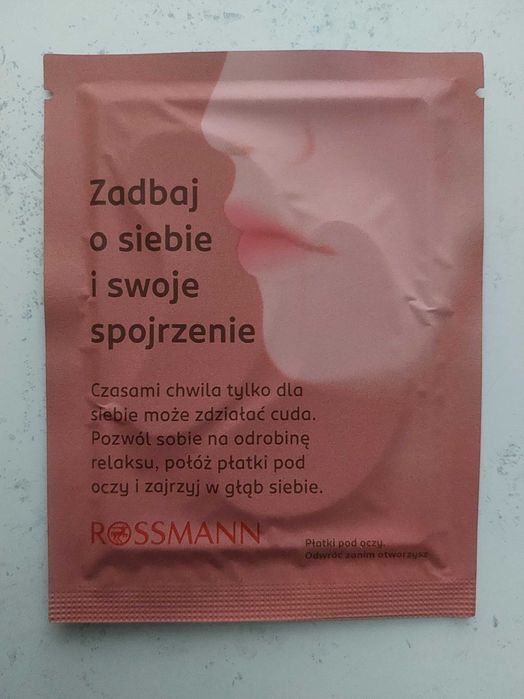 Zadbaj
o siebie
i swoje
spojrzenie
Czasami chwila tylko dla
siebie może zdziałać cuda.
Pozwól sobie na odrobinę
relaksu, połóż płatki pod
oczy i zajrzyj w głąb siebie.
ROSSMANN
Płatki pod oczy.
Odwróć zanim otworzysz